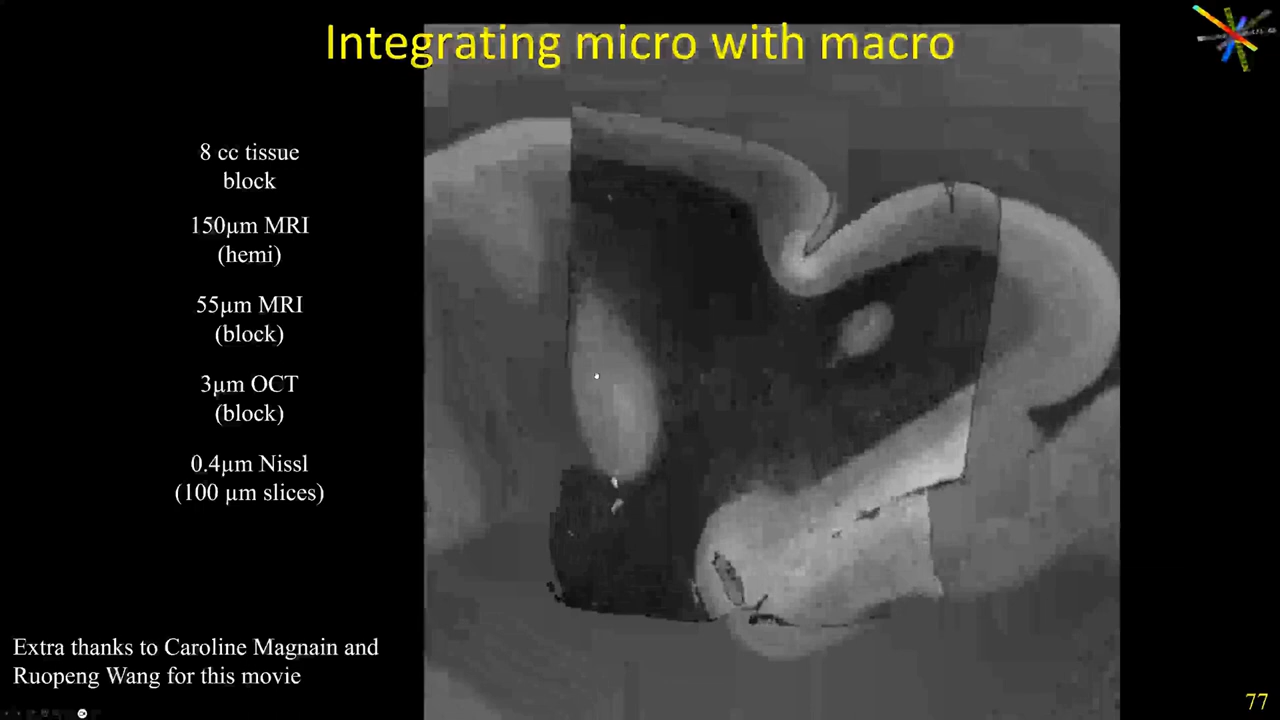 Integrating micro with macro
8 cc tissue
block
150µm MRI
(hemi)
55µm MRI
(block)
3µm OCT
(block)
0.4µm Nissl
(100 µm slices)
Extra thanks to Caroline Magnain and
Ruopeng Wang for this movie
77